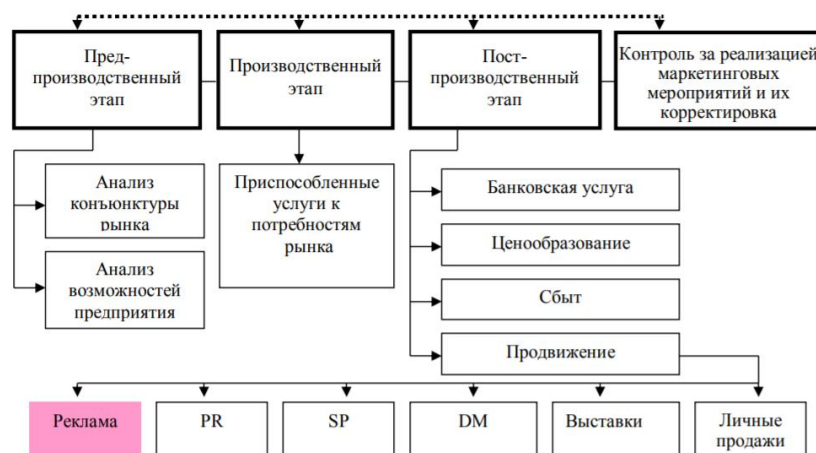 Пред-
производственный
этап
Производственный
этап
Пост-
производственный
этап
Контроль за реализацией
маркетинговых
мероприятий и их
корректировка
Анализ
конъюнктуры
рынка
Анализ
возможностей
предприятия
Приспособленные
услуги к
потребностям
рынка
Банковская услуга
Ценообразование
Сбыт
Продвижение
Реклама
PR
SP
DM
Выставки
Личные
продажи